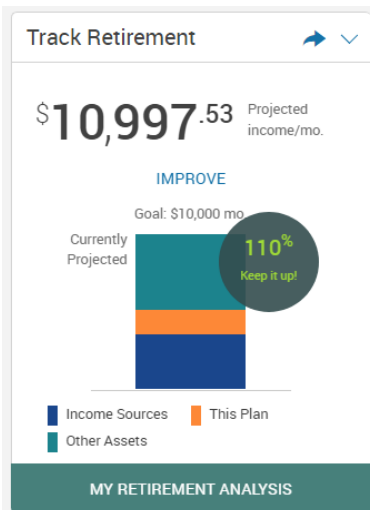 Track Retirement
$10,997.53 Projected
income/mo.
IMPROVE
Goal: $10,000 mo
Currently
Projected
110%
Keep it up!
Income Sources
This Plan
Other Assets
MY RETIREMENT ANALYSIS